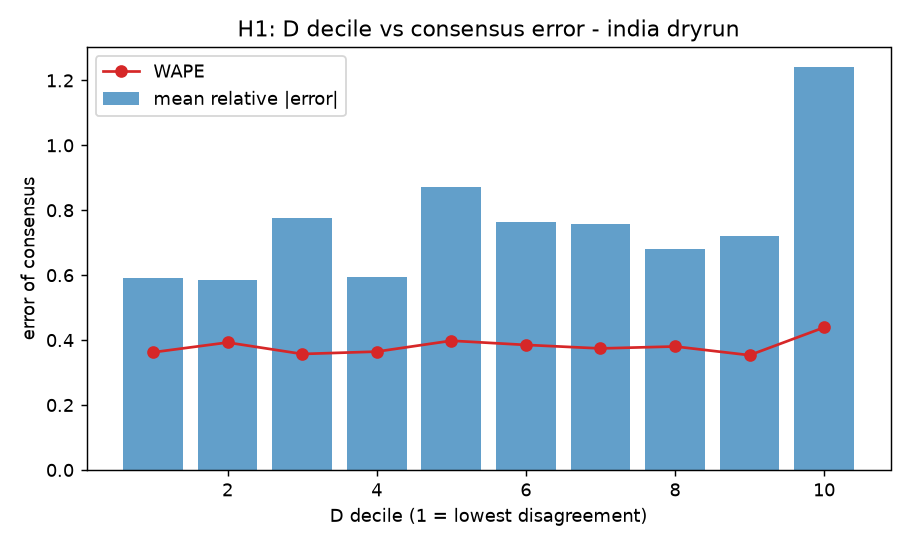 H1: D decile vs consensus error - india dryrun
WAPE
mean relative |error|
error of consensus
1.2
1.0
0.8
0.6
0.4
0.2
0.0
2 4 6 8 10
D decile (1 = lowest disagreement)